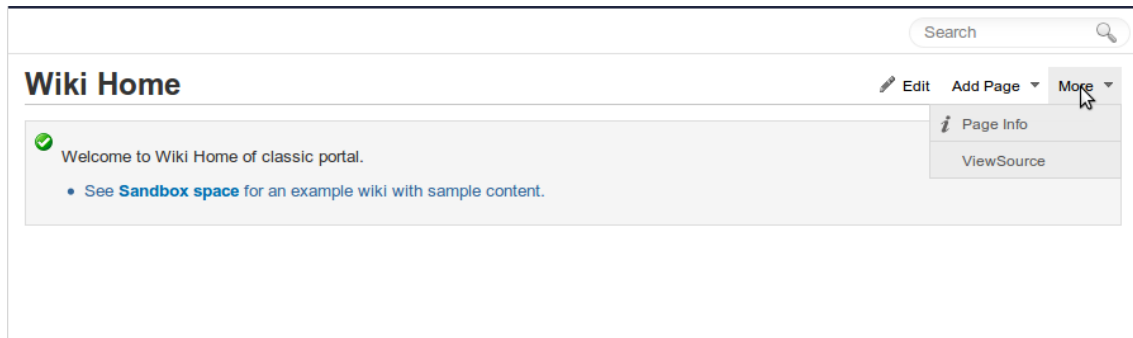 Search
Wiki Home
Edit Add Page More
Page Info
ViewSource
Welcome to Wiki Home of classic portal.
• See Sandbox space for an example wiki with sample content.